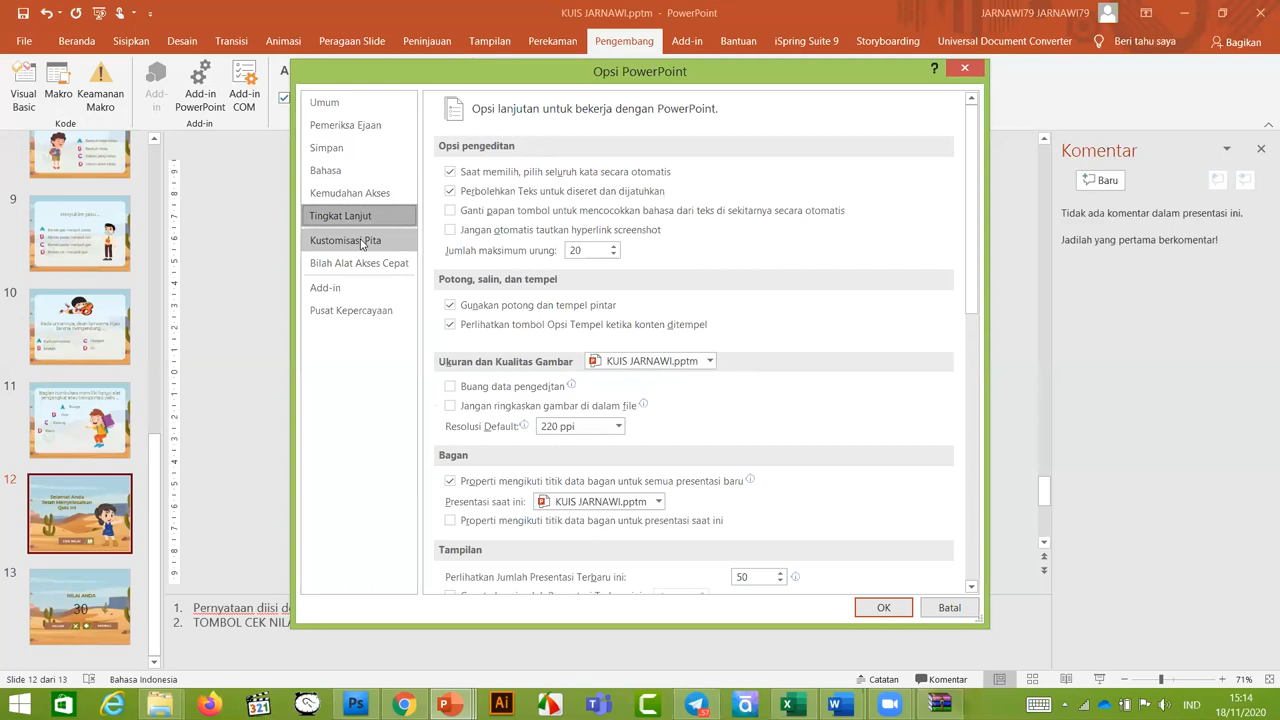 KUIS JARNAWI.pptm - PowerPoint
JARNAWI79 JARNAWI79
File Beranda Sisipkan Desain Transisi Animasi Peragaan Slide Peninjauan Tampilan Perekaman Pengembang Add-in Bantuan iSpring Suite 9 Storyboarding Universal Document Converter Beri tahu saya Bagikan
Visual Basic
Makro
Keamanan Makro
Kode
Add-in
Add-in PowerPoint
Add-in COM
Add-in
Opsi PowerPoint
?
Umum
Pemeriksa Ejaan
Simpan
Bahasa
Kemudahan Akses
Tingkat Lanjut
Kustomisasi Pita
Bilah Alat Akses Cepat
Add-in
Pusat Kepercayaan
Opsi lanjutan untuk bekerja dengan PowerPoint.
Opsi pengeditan
Saat memilih, pilih seluruh kata secara otomatis
Perbolehkan Teks untuk diseret dan dijatuhkan
Ganti papan tombol untuk mencocokkan bahasa dari teks di sekitarnya secara otomatis
Jangan otomatis tautkan hyperlink screenshot
Jumlah maksimum urung: 20
Potong, salin, dan tempel
Gunakan potong dan tempel pintar
Perlihatkan tombol Opsi Tempel ketika konten ditempel
Ukuran dan Kualitas Gambar KUIS JARNAWI.pptm
Buang data pengeditan
Jangan ringkaskan gambar di dalam file
Resolusi Default: 220 ppi
Bagan
Properti mengikuti titik data bagan untuk semua presentasi baru
Presentasi saat ini: KUIS JARNAWI.pptm
Properti mengikuti titik data bagan untuk presentasi saat ini
Tampilan
Perlihatkan Jumlah Presentasi Terbaru ini: 50
OK
Batal
Komentar
Baru
Tidak ada komentar dalam presentasi ini.
Jadilah yang pertama berkomentar!
9
10
11
12
Selamat Anda
Telah Menyelesaikan
Quis ini
13
NILAI ANDA
30
1. Pernyataan diisi
2. TOMBOL CEK
Slide 12 dari 13
Bahasa Indonesia
Catatan
Komentar
71%
IND
15:14
18/11/2020